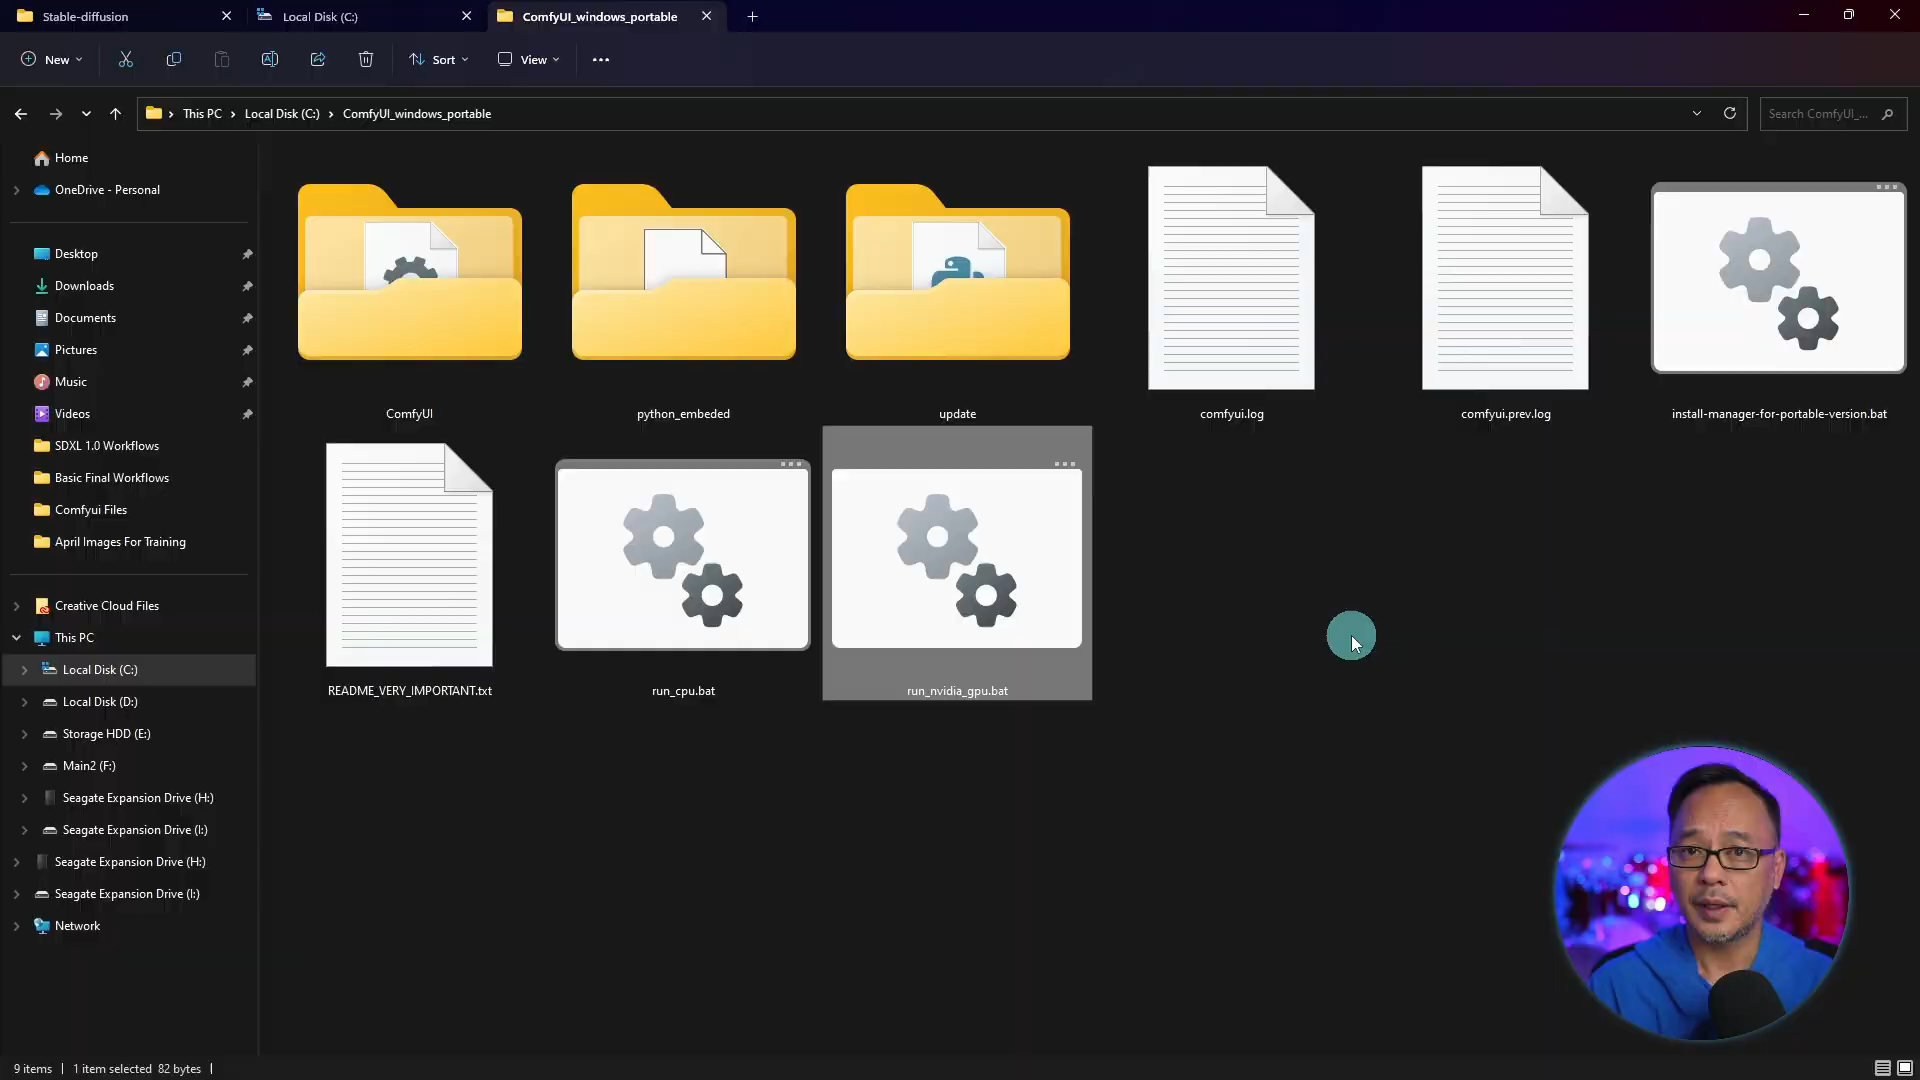 Stable-diffusion
Local Disk (C:)
ComfyUI_windows_portable
New
Sort
View
This PC
Local Disk (C:)
ComfyUI_windows_portable
Search ComfyUI_...
Home
OneDrive - Personal
Desktop
Downloads
Documents
Pictures
Music
Videos
SDXL 1.0 Workflows
Basic Final Workflows
Comfyui Files
April Images For Training
Creative Cloud Files
This PC
Local Disk (C:)
Local Disk (D:)
Storage HDD (E:)
Main2 (F:)
Seagate Expansion Drive (H:)
Seagate Expansion Drive (I:)
Seagate Expansion Drive (H:)
Seagate Expansion Drive (I:)
Network
ComfyUI
python_embeded
update
comfyui.log
comfyui.prev.log
install-manager-for-portable-version.bat
README_VERY_IMPORTANT.txt
run_cpu.bat
run_nvidia_gpu.bat
9 items
1 item selected 82 bytes